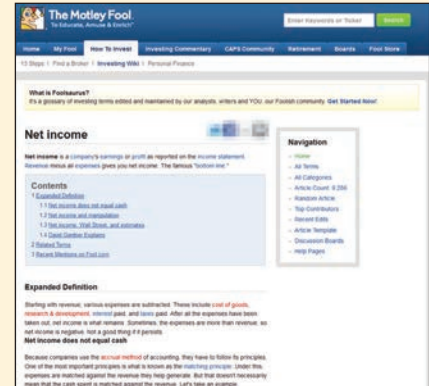 The Motley Fool.
To Educate, Amuse & Enrich
Enter Keywords or Ticker
Search
Home My Fool How To Invest Investing Commentary CAPS Community Retirement Boards Fool Store
13 Steps | Find a Broker | Investing Wiki | Personal Finance
What is Foolsaurus?
It's a glossary of investing terms edited and maintained by our analysts, writers and YOU, our Foolish community. Get Started Now!
Net income
Net income is a company's earnings or profit as reported on the income statement.
Revenue minus all expenses gives you net income. The famous "bottom line."
Contents
1 Expanded Definition
1.1 Net income does not equal cash
1.2 Net income and manipulation
1.3 Net income, Wall Street, and estimates
1.4 David Gardner Explains
2 Related Terms
3 Recent Mentions on Fool.com
Navigation
Home
All Terms
All Categories
Article Count: 9,256
Random Article
Top Contributors
Recent Edits
Article Template
Discussion Boards
Help Pages
Expanded Definition
Starting with revenue, various expenses are subtracted. These include cost of goods,
research & development, interest paid, and taxes paid. After all the expenses have been
taken out, net income is what remains. Sometimes, the expenses are more than revenue, so
net income is negative. Not a good thing if it persists.
Net income does not equal cash
Because companies use the accrual method of accounting, they have to follow its principles.
One of the most important principles is what is known as the matching principle. Under this,
expenses are matched against the revenue they help generate. But that doesn't necessarily
mean that the cash spent is matched against the revenue. Let's take an example.